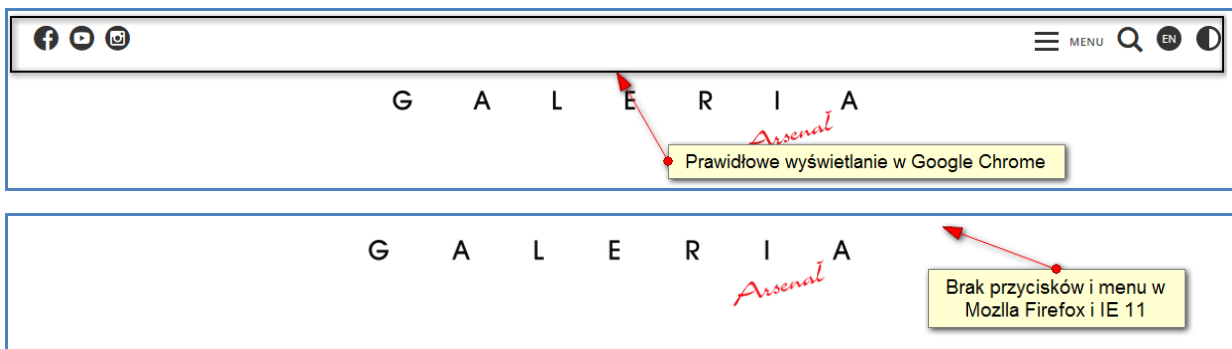 MENU EN
G A L E R I A
Arsenał
Prawidłowe wyświetlanie w Google Chrome
G A L E R I A
Arsenał
Brak przycisków i menu w
Mozlla Firefox i IE 11